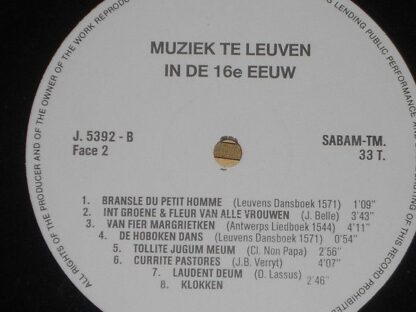 MUZIEK TE LEUVEN
IN DE 16e EEUW
J. 5392 - B
Face 2
SABAM-TM.
33 T.
1. BRANSLE DU PETIT HOMME (Leuvens Dansboek 1571) 1'09"
2. INT GROENE & FLEUR VAN ALLE VROUWEN (J. Belle) 3'43"
3. VAN FIER MARGRIETKEN (Antwerps Liedboek 1544) 4'11"
4. DE HOBOKEN DANS (Leuvens Dansboek 1571) 0'54"
5. TOLLITE JUGUM MEUM (Cl. Non Papa) 2'56"
6. CURRITE PASTORES (J.B. Verryt) 4'07"
7. LAUDENT DEUM (O. Lassus) 2'46"
8. KLOKKEN
ALL RIGHTS OF THE PRODUCER AND OF THE OWNER OF THE WORK REPRODU
LENDING PUBLIC PERFORMANCE AND
OF THIS RECORD PROHIBITED